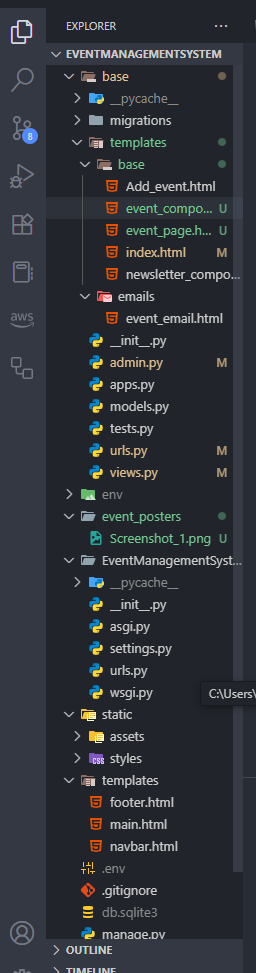 EXPLORER ...
EVENTMANAGEMENTSYSTEM
base
__pycache__
migrations
templates
base
Add_event.html
event_compo... U
event_page.h... U
index.html M
newsletter_compo...
emails
event_email.html
__init__.py
admin.py M
apps.py
models.py
tests.py
urls.py M
views.py M
env
event_posters
Screenshot_1.png U
EventManagementSyst...
__pycache__
__init__.py
asgi.py
settings.py
urls.py
wsgi.py
C:\Users\
static
assets
styles
templates
footer.html
main.html
navbar.html
.env
.gitignore
db.sqlite3
manage.py
OUTLINE
TIMELINE
8
aws